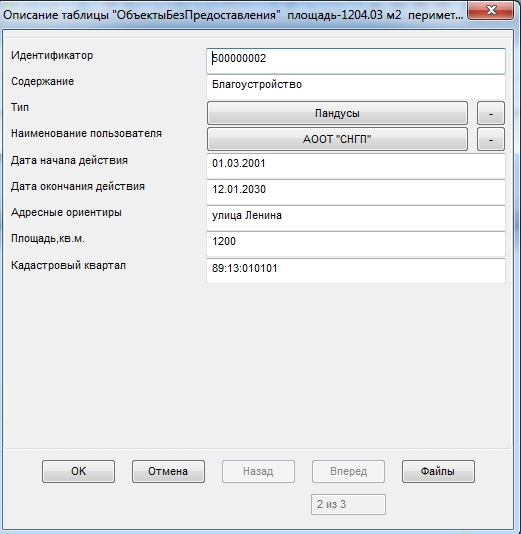 Описание таблицы "ОбъектыБезПредоставления" площадь-1204.03 м2 перимет...
Идентификатор 500000002
Содержание Благоустройство
Тип Пандусы -
Наименование пользователя АООТ "СНГП" -
Дата начала действия 01.03.2001
Дата окончания действия 12.01.2030
Адресные ориентиры улица Ленина
Площадь,кв.м. 1200
Кадастровый квартал 89:13:010101
OK Отмена Назад Вперед Файлы
2 из 3